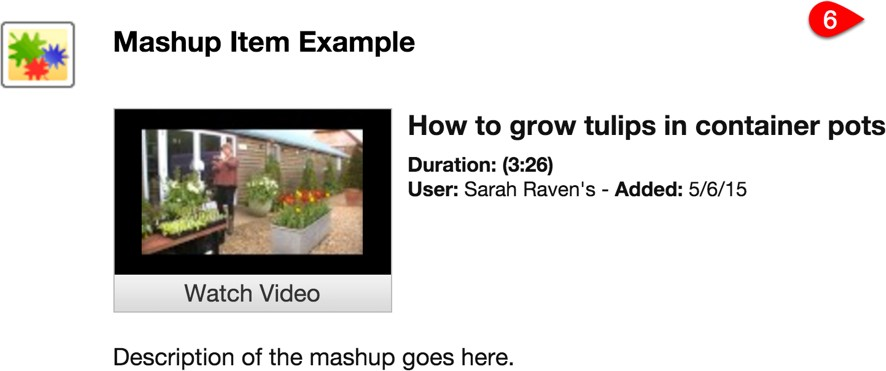 6
Mashup Item Example
How to grow tulips in container pots
Duration: (3:26)
User: Sarah Raven's - Added: 5/6/15
Watch Video
Description of the mashup goes here.